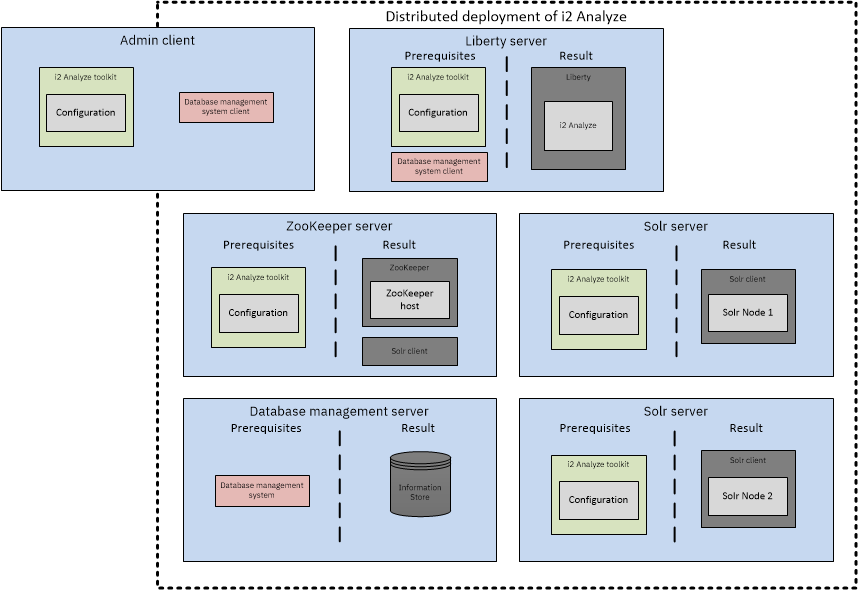 Distributed deployment of i2 Analyze
Admin client
i2 Analyze toolkit
Configuration
Database management
system client
Liberty server
Prerequisites
Result
i2 Analyze toolkit
Configuration
Database management
system client
Liberty
i2 Analyze
ZooKeeper server
Prerequisites
Result
i2 Analyze toolkit
Configuration
ZooKeeper
ZooKeeper
host
Solr client
Solr server
Prerequisites
Result
i2 Analyze toolkit
Configuration
Solr client
Solr Node 1
Database management server
Prerequisites
Result
Database management
system
Information
Store
Solr server
Prerequisites
Result
i2 Analyze toolkit
Configuration
Solr client
Solr Node 2